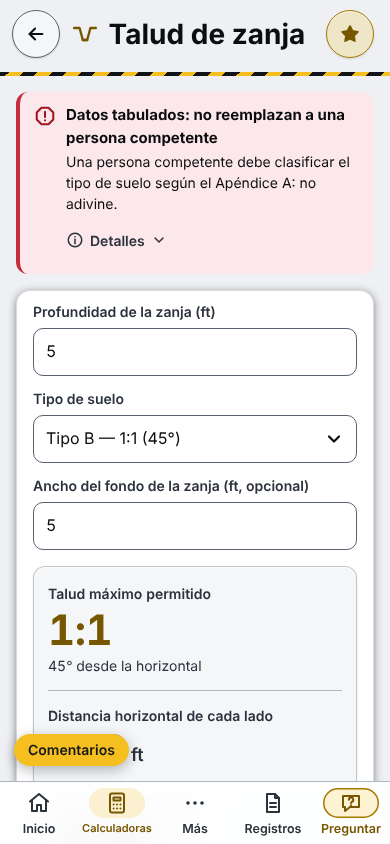 Talud de zanja
Datos tabulados: no reemplazan a una
persona competente
Una persona competente debe clasificar el
tipo de suelo según el Apéndice A: no
adivine.
Detalles
Profundidad de la zanja (ft)
5
Tipo de suelo
Tipo B — 1:1 (45°)
Ancho del fondo de la zanja (ft, opcional)
5
Talud máximo permitido
1:1
45° desde la horizontal
Distancia horizontal de cada lado
ft
Comentarios
Inicio
Calculadoras
Más
Registros
Preguntar